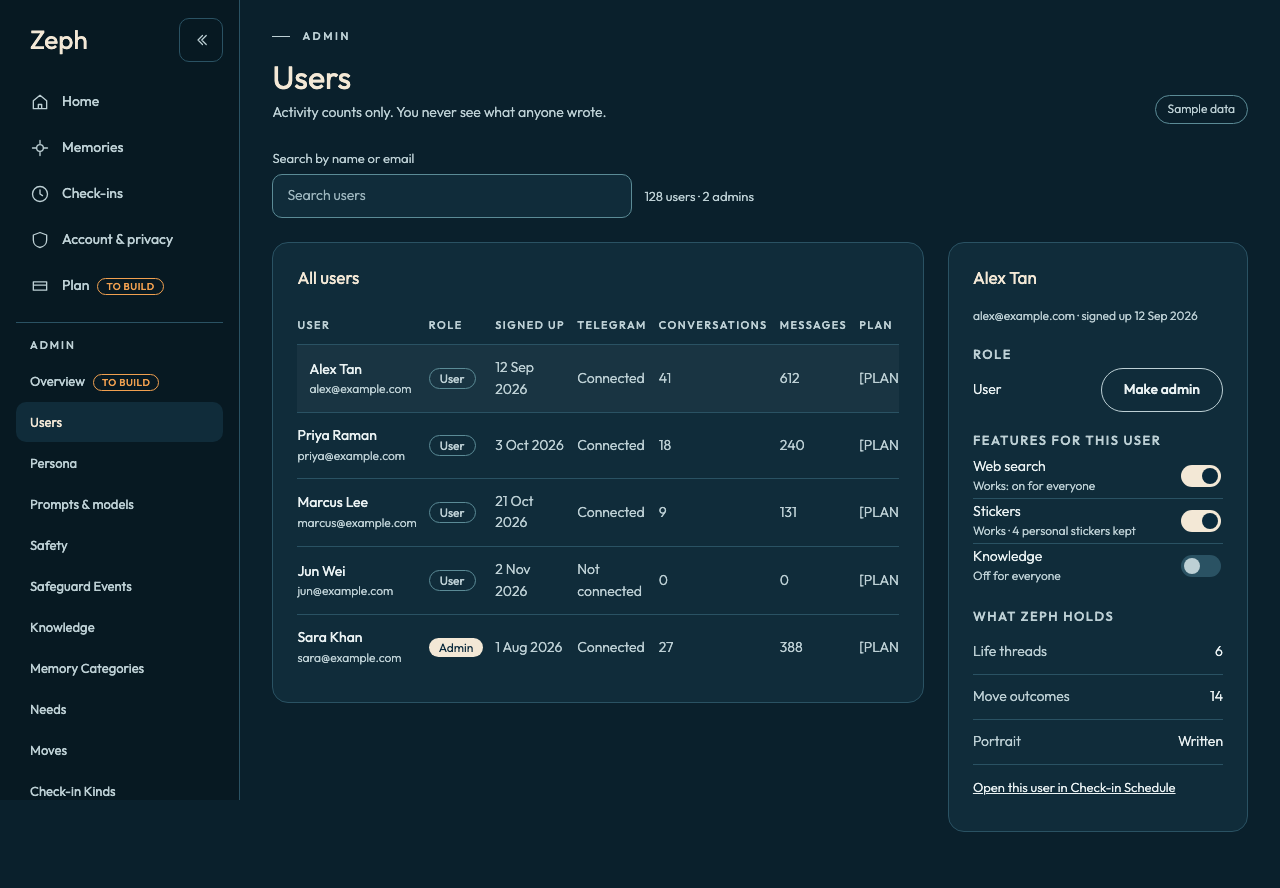 Zeph
Home
Memories
Check-ins
Account & privacy
Plan TO BUILD
ADMIN
Overview TO BUILD
Users
Persona
Prompts & models
Safety
Safeguard Events
Knowledge
Memory Categories
Needs
Moves
Check-in Kinds
ADMIN
Users
Activity counts only. You never see what anyone wrote.
Sample data
Search by name or email
Search users
128 users · 2 admins
All users
USER ROLE SIGNED UP TELEGRAM CONVERSATIONS MESSAGES PLAN
Alex Tan
alex@example.com
User
12 Sep
2026
Connected 41 612 [PLAN
Priya Raman
priya@example.com
User 3 Oct 2026 Connected 18 240 [PLAN
Marcus Lee
marcus@example.com
User
21 Oct
2026
Connected 9 131 [PLAN
Jun Wei
jun@example.com
User
2 Nov
2026
Not
connected
0 0 [PLAN
Sara Khan
sara@example.com
Admin 1 Aug 2026 Connected 27 388 [PLAN
Alex Tan
alex@example.com · signed up 12 Sep 2026
ROLE
User Make admin
FEATURES FOR THIS USER
Web search
Works: on for everyone
Stickers
Works · 4 personal stickers kept
Knowledge
Off for everyone
WHAT ZEPH HOLDS
Life threads 6
Move outcomes 14
Portrait Written
Open this user in Check-in Schedule